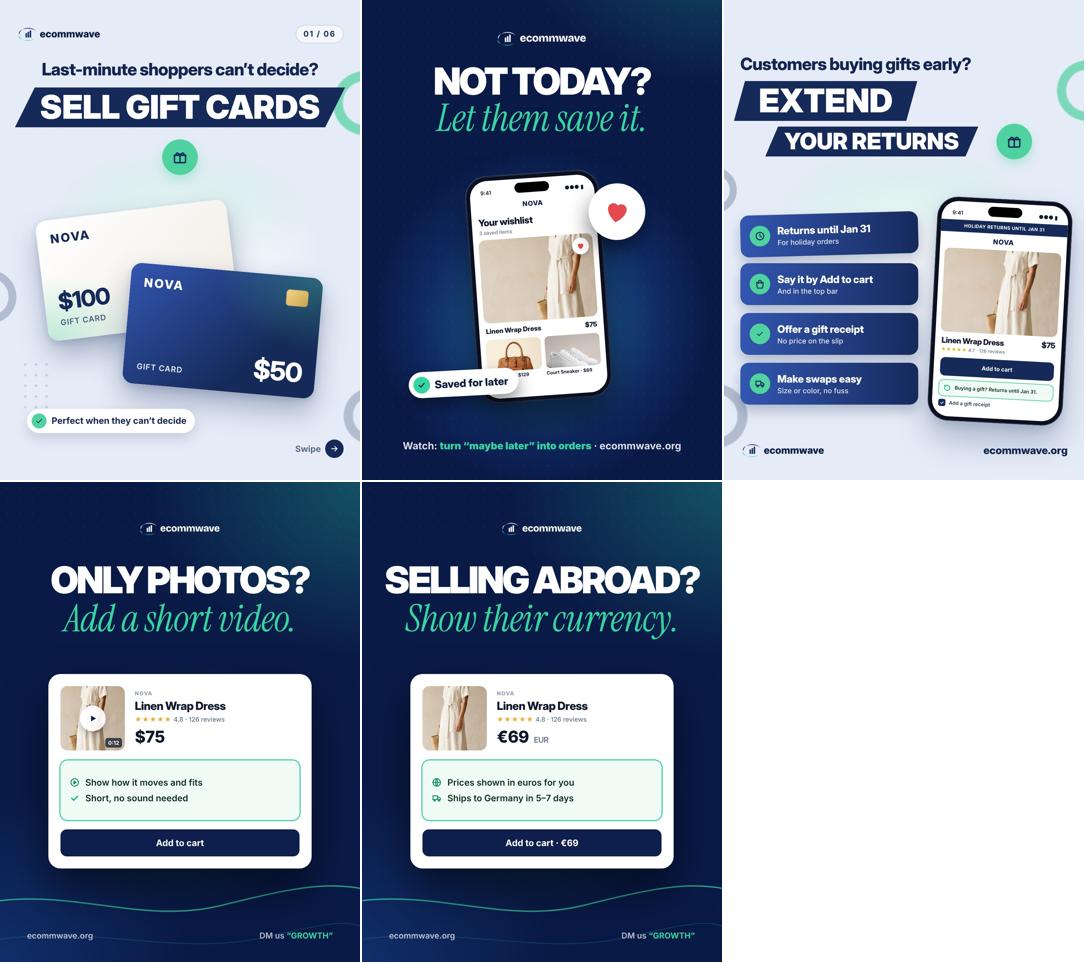 ecommwave
01 / 06
Last-minute shoppers can’t decide?
SELL GIFT CARDS
NOVA
$100
GIFT CARD
NOVA
GIFT CARD
$50
Perfect when they can’t decide
Swipe
ecommwave
NOT TODAY?
Let them save it.
9:41
NOVA
Your wishlist
3 saved items
Linen Wrap Dress
$75
$129
Court Sneaker · $69
Saved for later
Watch: turn “maybe later” into orders · ecommwave.org
Customers buying gifts early?
EXTEND
YOUR RETURNS
Returns until Jan 31
For holiday orders
Say it by Add to cart
And in the top bar
Offer a gift receipt
No price on the slip
Make swaps easy
Size or color, no fuss
9:41
HOLIDAY RETURNS UNTIL JAN 31
NOVA
Linen Wrap Dress
$75
4.7 · 126 reviews
Add to cart
Buying a gift? Returns until Jan 31.
Add a gift receipt
ecommwave
ecommwave.org
ecommwave
ONLY PHOTOS?
Add a short video.
0:12
NOVA
Linen Wrap Dress
4.8 · 126 reviews
$75
Show how it moves and fits
Short, no sound needed
Add to cart
ecommwave.org
DM us “GROWTH”
ecommwave
SELLING ABROAD?
Show their currency.
NOVA
Linen Wrap Dress
4.8 · 126 reviews
€69 EUR
Prices shown in euros for you
Ships to Germany in 5–7 days
Add to cart · €69
ecommwave.org
DM us “GROWTH”